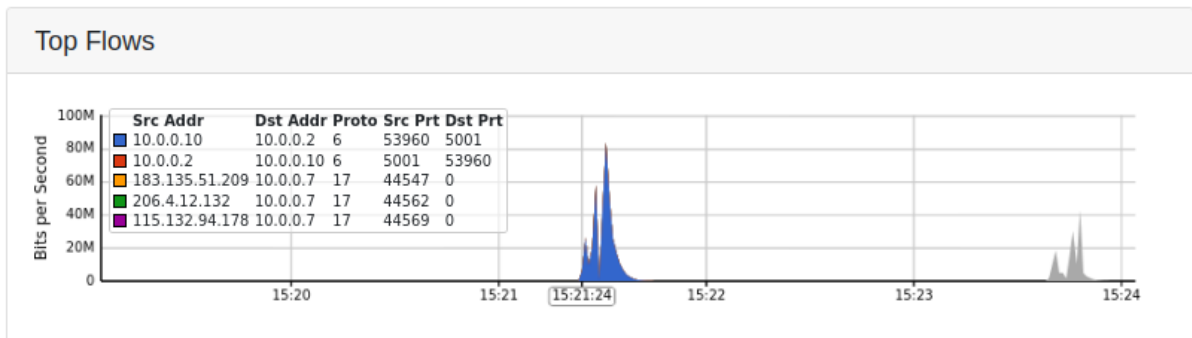 Top Flows
Bits per Second
100M
80M
60M
40M
20M
0
Src Addr Dst Addr Proto Src Prt Dst Prt
10.0.0.10 10.0.0.2 6 53960 5001
10.0.0.2 10.0.0.10 6 5001 53960
183.135.51.209 10.0.0.7 17 44547 0
206.4.12.132 10.0.0.7 17 44562 0
115.132.94.178 10.0.0.7 17 44569 0
15:20 15:21 15:21:24 15:22 15:23 15:24